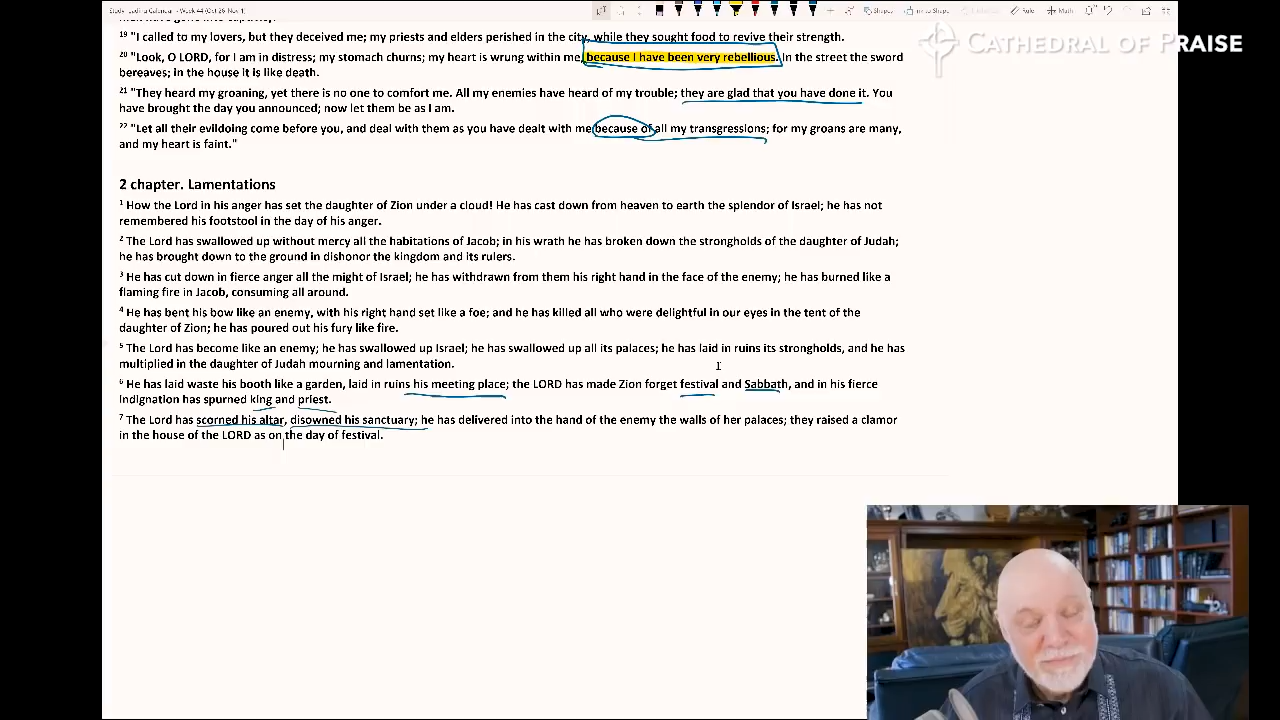 Study Reading Calendar - Week 44 (Oct 26- Nov 1)
Shapes
Ink to Shape
Ink to Math
Rule
Math
CATHEDRAL OF PRAISE
19 "I called to my lovers, but they deceived me; my priests and elders perished in the city, while they sought food to revive their strength.
20 "Look, O LORD, for I am in distress; my stomach churns; my heart is wrung within me, because I have been very rebellious. In the street the sword
bereaves; in the house it is like death.
21 "They heard my groaning, yet there is no one to comfort me. All my enemies have heard of my trouble; they are glad that you have done it. You
have brought the day you announced; now let them be as I am.
22 "Let all their evildoing come before you, and deal with them as you have dealt with me because of all my transgressions; for my groans are many,
and my heart is faint."
2 chapter. Lamentations
1 How the Lord in his anger has set the daughter of Zion under a cloud! He has cast down from heaven to earth the splendor of Israel; he has not
remembered his footstool in the day of his anger.
2 The Lord has swallowed up without mercy all the habitations of Jacob; in his wrath he has broken down the strongholds of the daughter of Judah;
he has brought down to the ground in dishonor the kingdom and its rulers.
3 He has cut down in fierce anger all the might of Israel; he has withdrawn from them his right hand in the face of the enemy; he has burned like a
flaming fire in Jacob, consuming all around.
4 He has bent his bow like an enemy, with his right hand set like a foe; and he has killed all who were delightful in our eyes in the tent of the
daughter of Zion; he has poured out his fury like fire.
5 The Lord has become like an enemy; he has swallowed up Israel; he has swallowed up all its palaces; he has laid in ruins its strongholds, and he has
multiplied in the daughter of Judah mourning and lamentation.
6 He has laid waste his booth like a garden, laid in ruins his meeting place; the LORD has made Zion forget festival and Sabbath, and in his fierce
indignation has spurned king and priest.
7 The Lord has scorned his altar, disowned his sanctuary; he has delivered into the hand of the enemy the walls of her palaces; they raised a clamor
in the house of the LORD as on the day of festival.